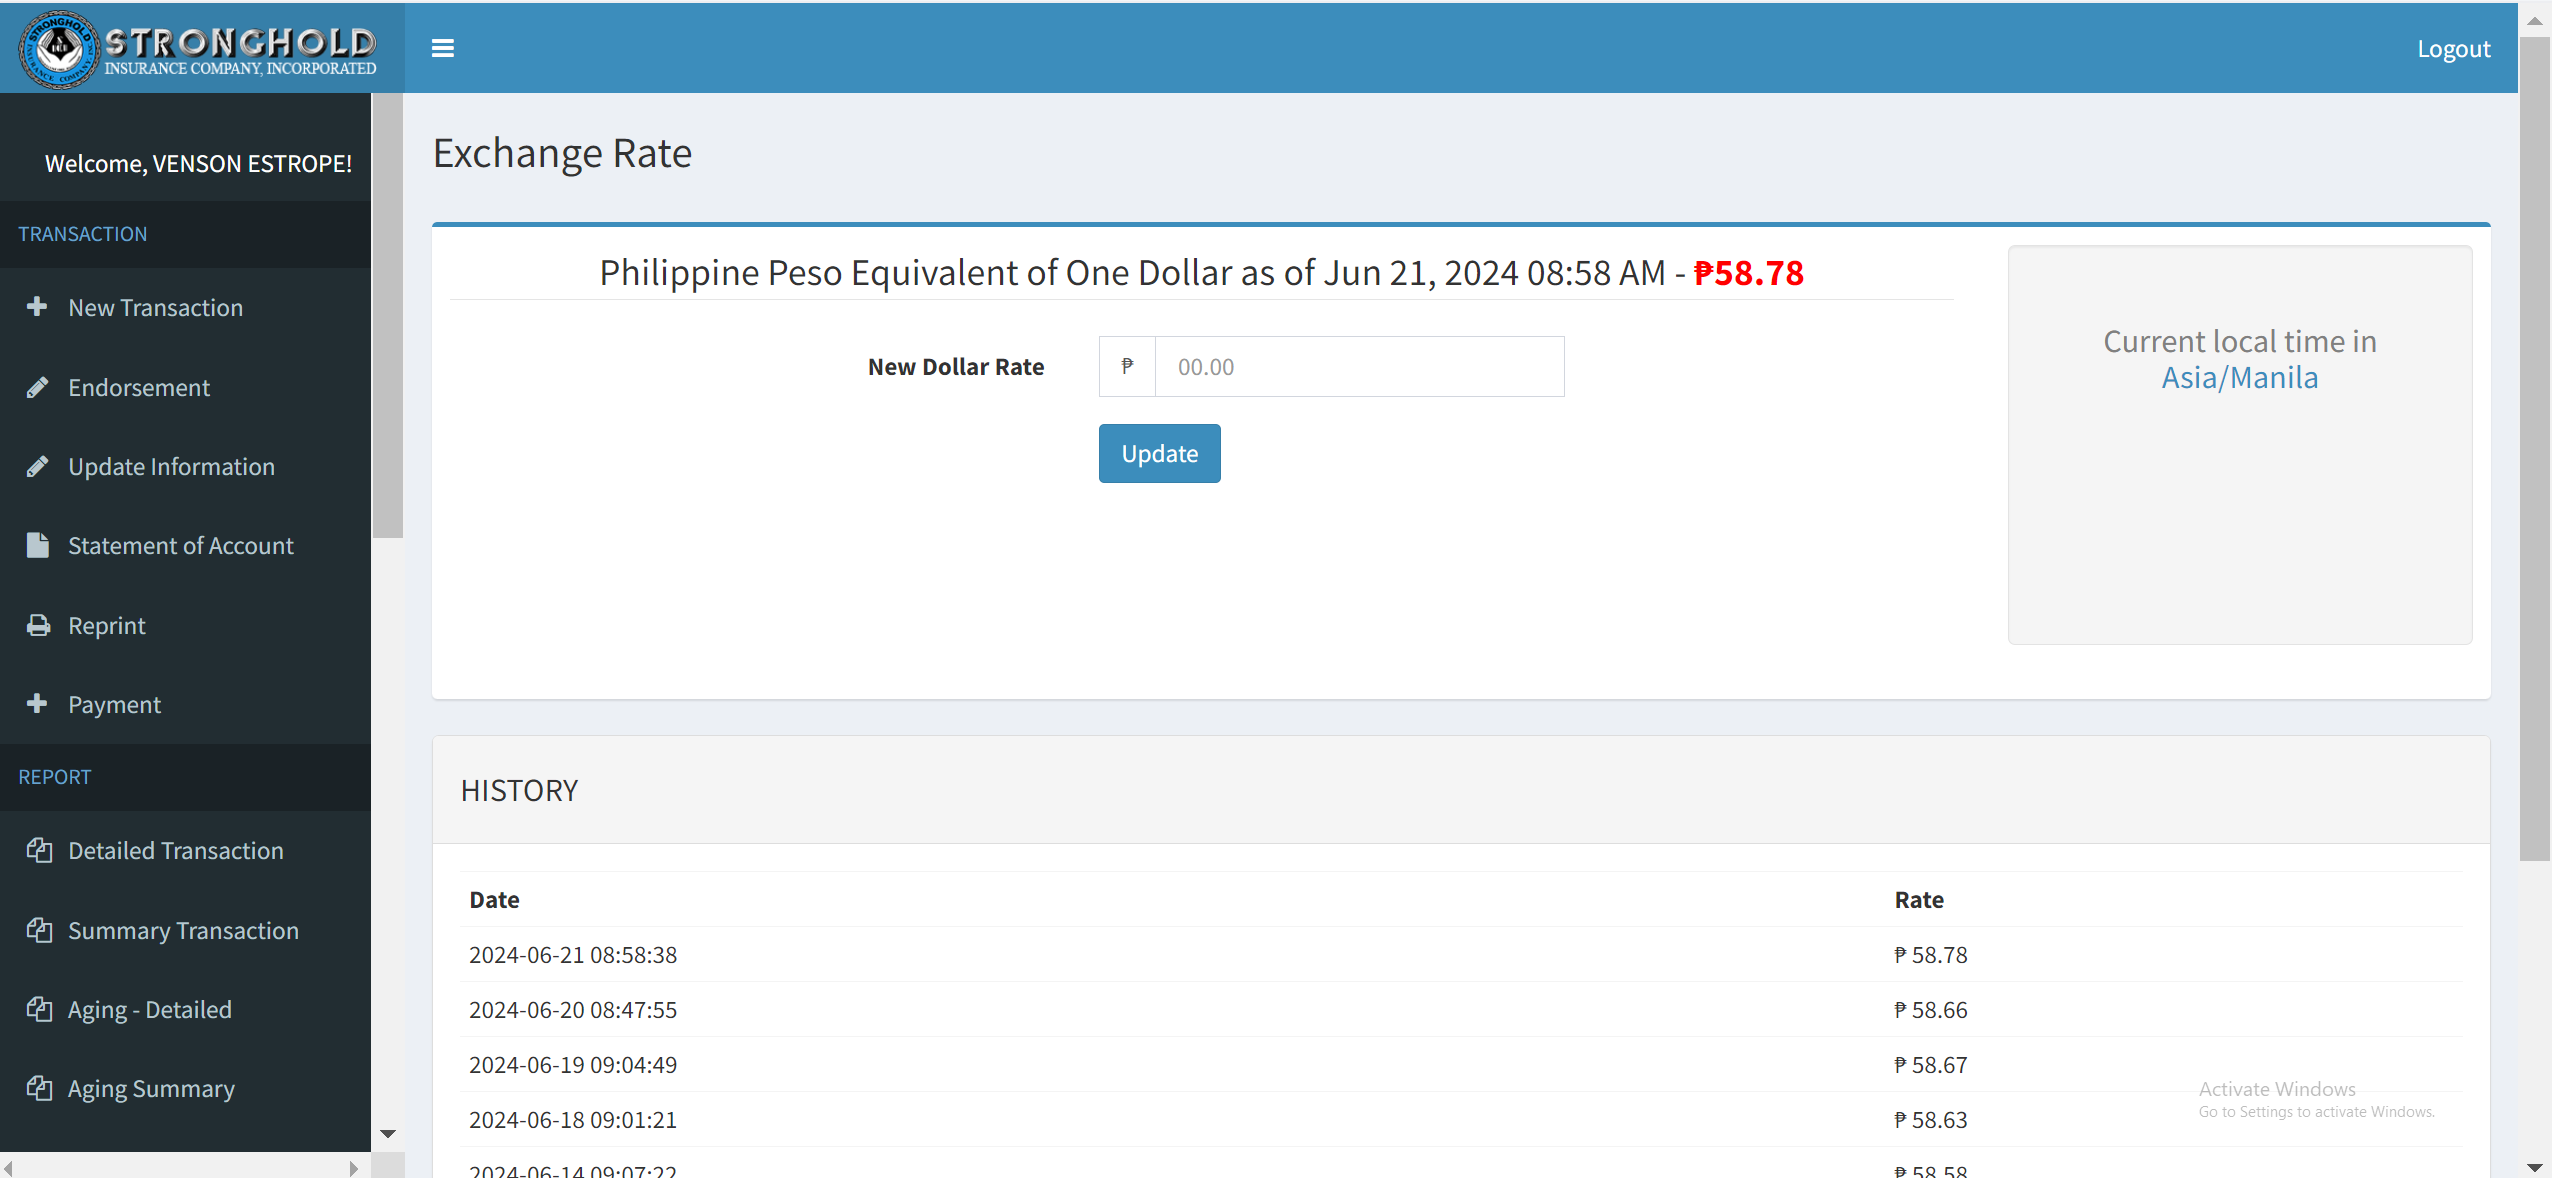 STRONGHOLD
INSURANCE COMPANY, INCORPORATED
Logout
Welcome, VENSON ESTROPE!
TRANSACTION
New Transaction
Endorsement
Update Information
Statement of Account
Reprint
Payment
REPORT
Detailed Transaction
Summary Transaction
Aging - Detailed
Aging Summary
Exchange Rate
Philippine Peso Equivalent of One Dollar as of Jun 21, 2024 08:58 AM - ₱58.78
New Dollar Rate
₱ 00.00
Update
Current local time in
Asia/Manila
HISTORY
Date Rate
2024-06-21 08:58:38 ₱ 58.78
2024-06-20 08:47:55 ₱ 58.66
2024-06-19 09:04:49 ₱ 58.67
2024-06-18 09:01:21 ₱ 58.63
2024-06-14 09:07:22 ₱ 58.58
Activate Windows
Go to Settings to activate Windows.